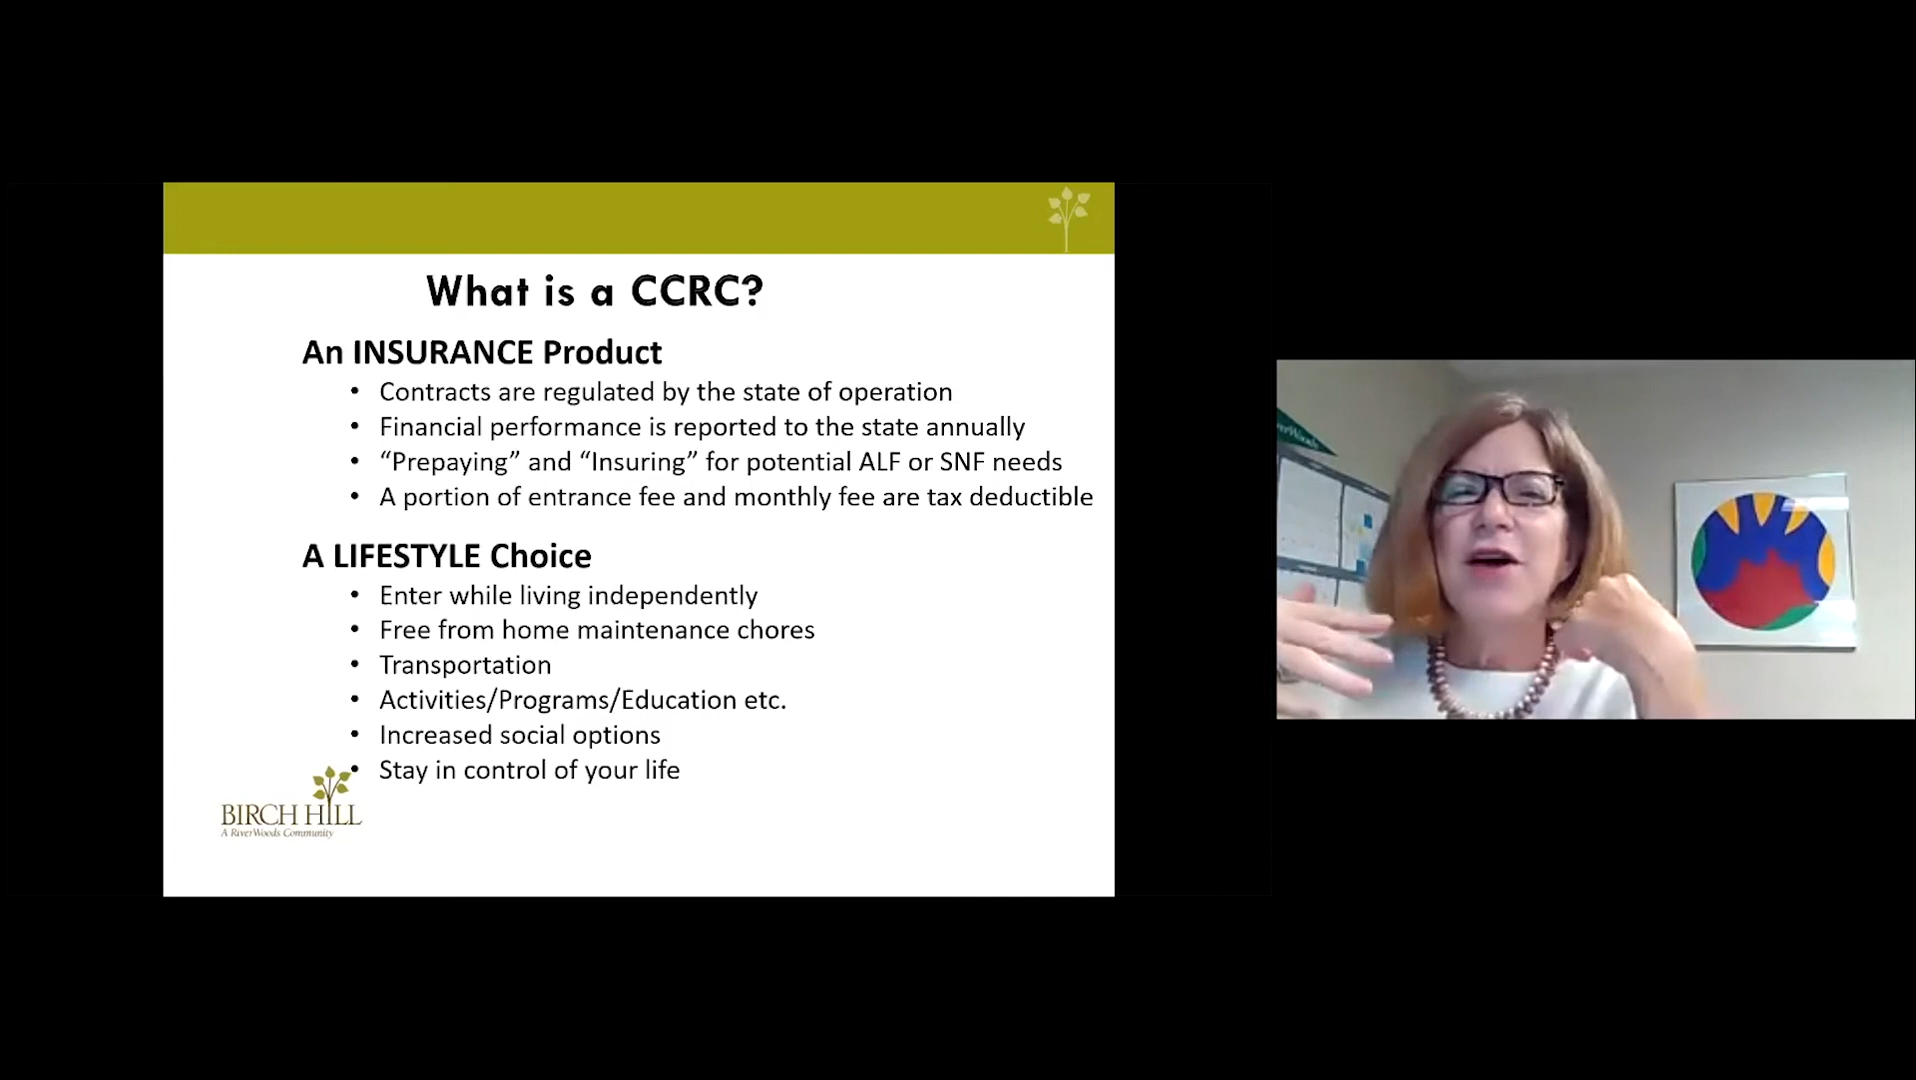 What is a CCRC?
An INSURANCE Product
• Contracts are regulated by the state of operation
• Financial performance is reported to the state annually
• “Prepaying” and “Insuring” for potential ALF or SNF needs
• A portion of entrance fee and monthly fee are tax deductible
A LIFESTYLE Choice
• Enter while living independently
• Free from home maintenance chores
• Transportation
• Activities/Programs/Education etc.
• Increased social options
• Stay in control of your life
BIRCH HILL
A RiverWoods Community